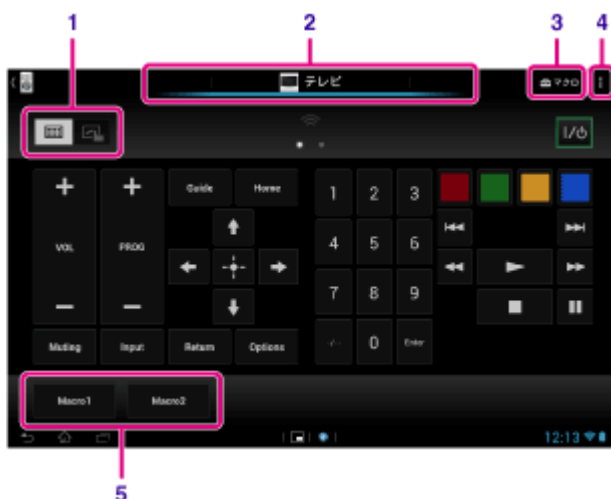 1 2 3 4
テレビ マクロ
I/⏻
+ + Guide Home 1 2 3
VOL PROG 4 5 6
− − 7 8 9
Muting Input Return Options -/-- 0 Enter
Macro1 Macro2
12:13
5